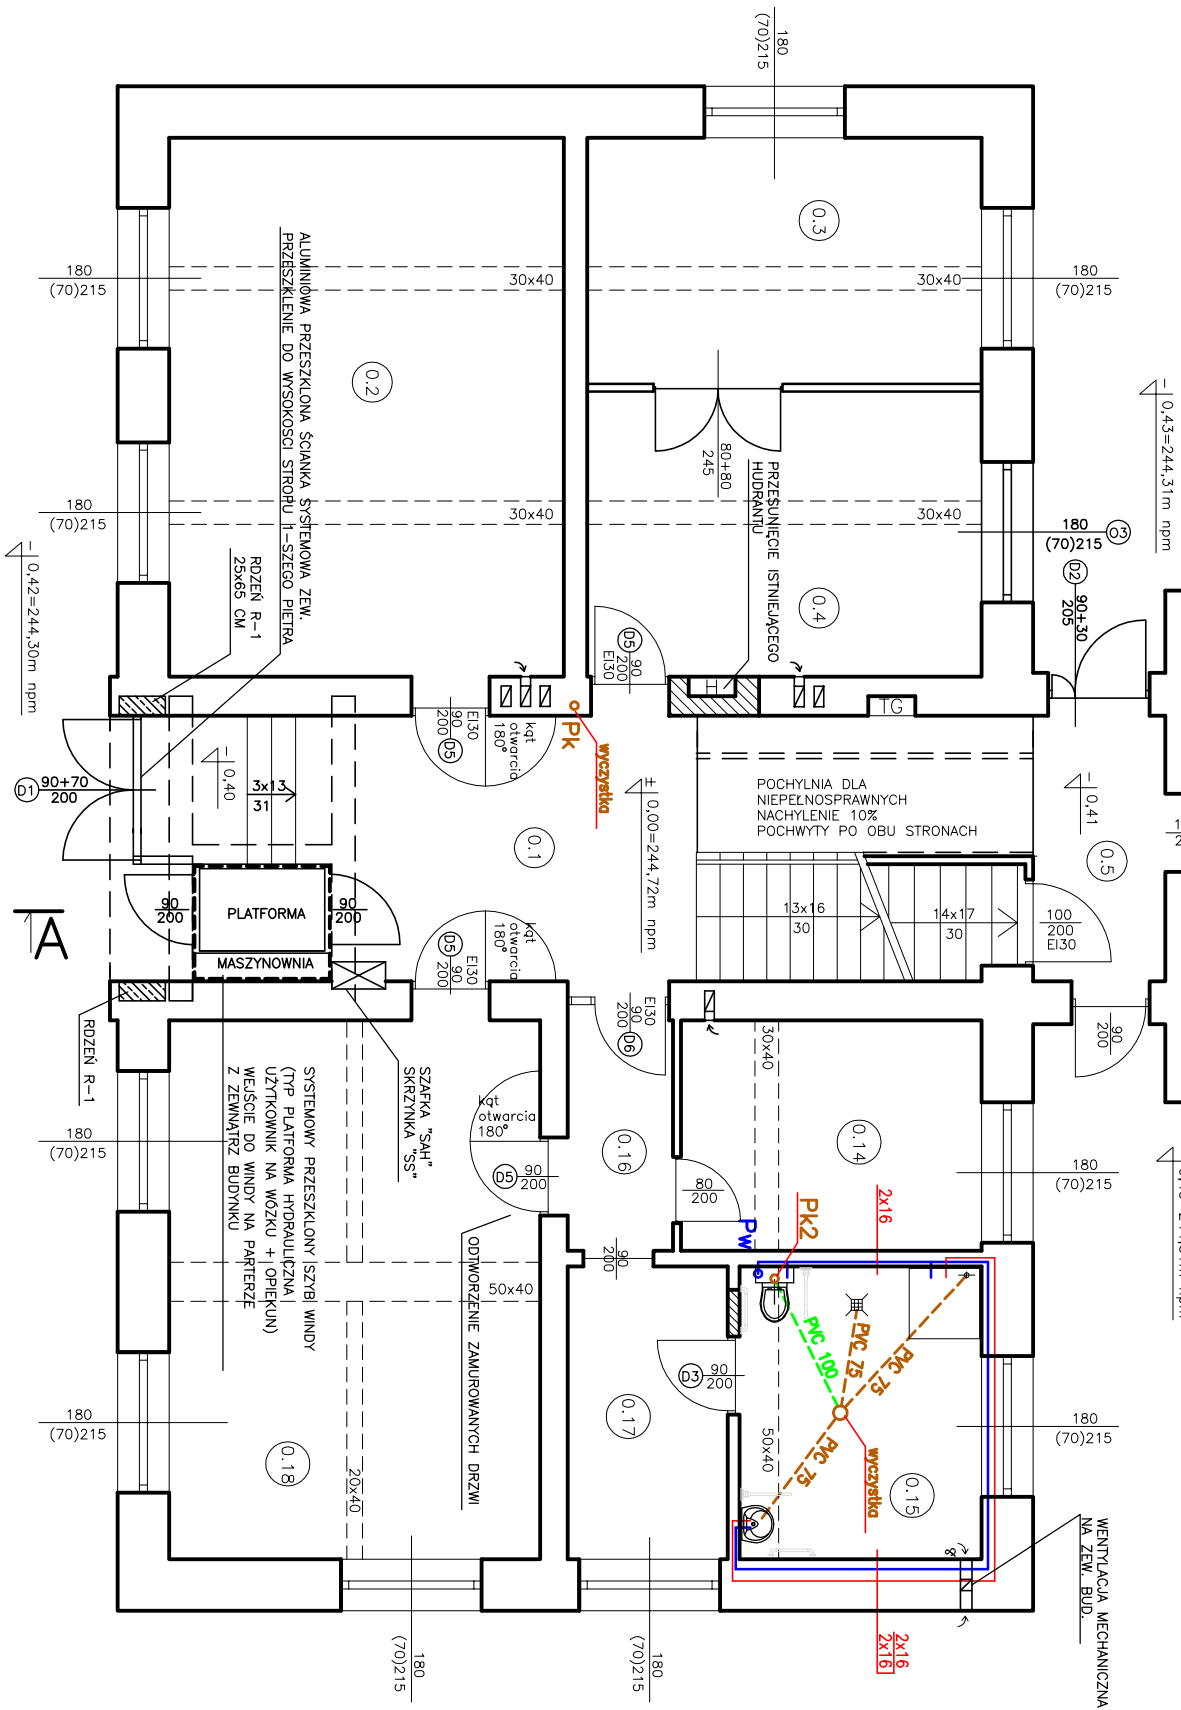 180
(70)215
0.3
30x40
30x40
180
(70)215
180
(70)215
0.2
ALUMINIOWA PRZESZKLONA ŚCIANKA SYSTEMOWA ZEW.
PRZESZKLENIE DO WYSOKOSCI STROPU 1-SZEGO PIETRA
80+80
245
PRZESUNIĘCIE ISTNIEJĄCEGO
HUDRANTU
-0,43=244,31m npm
30x40
30x40
180
(70)215
180
(70)215
O3
RDZEŃ R-1
25x65 CM
-0,42=244,30m npm
0.4
D2
90+30
205
D5
90
200
EI30
H
TG
EI30
90
200
D5
kąt
otwarcia
180°
Pk
wyczystka
-0,40
3x13
31
D1
90+70
200
±0,00=244,72m npm
POCHYLNIA DLA
NIEPEŁNOSPRAWNYCH
NACHYLENIE 10%
POCHWYTY PO OBU STRONACH
-0,41
0.1
0.5
90
200
PLATFORMA
90
200
MASZYNOWNIA
A
13x16
30
14x17
30
100
200
EI30
kąt
otwarcia
180°
EI30
90
200
D5
EI30
90
200
D6
90
200
RDZEŃ R-1
SZAFKA "SAH"
SKRZYNKA "SS"
SYSTEMOWY PRZESZKLONY SZYB WINDY
(TYP PLATFORMA HYDRAULICZNA
UŻYTKOWNIK NA WÓZKU + OPIEKUN)
WEJŚCIE DO WINDY NA PARTERZE
Z ZEWNĄTRZ BUDYNKU
30x40
kąt
otwarcia
180°
0.16
0.14
180
(70)215
180
(70)215
D5
90
200
80
200
2x16
Pk2
Pw
ODTWORZENIE ZAMUROWANYCH DRZWI
90
200
50x40
PVC 100
PVC 75
PVC 75
D3
90
200
0.17
180
(70)215
180
(70)215
0.18
20x40
50x40
PVC 75
wyczystka
0.15
WENTYLACJA MECHANICZNA
NA ZEW. BUD.
180
(70)215
180
(70)215
2x16
2x16